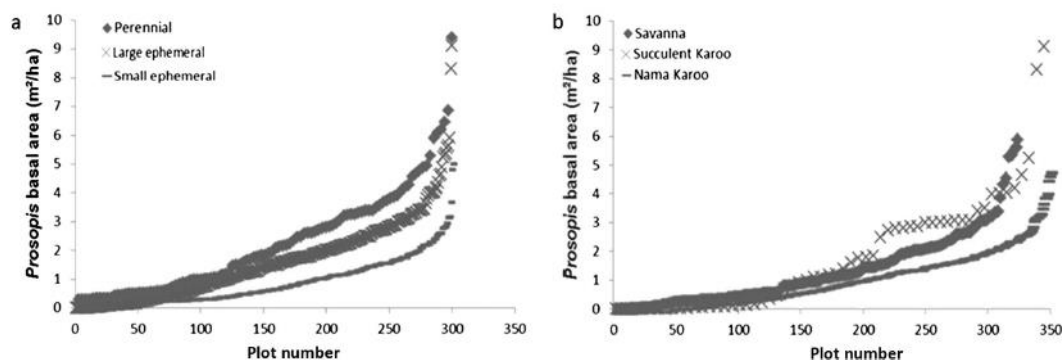 a
Prosopis basal area (m²/ha)
10
9
8
7
6
5
4
3
2
1
0
Perennial
Large ephemeral
Small ephemeral
0 50 100 150 200 250 300 350
Plot number
b
Prosopis basal area (m²/ha)
10
9
8
7
6
5
4
3
2
1
0
Savanna
Succulent Karoo
Nama Karoo
0 50 100 150 200 250 300 350
Plot number